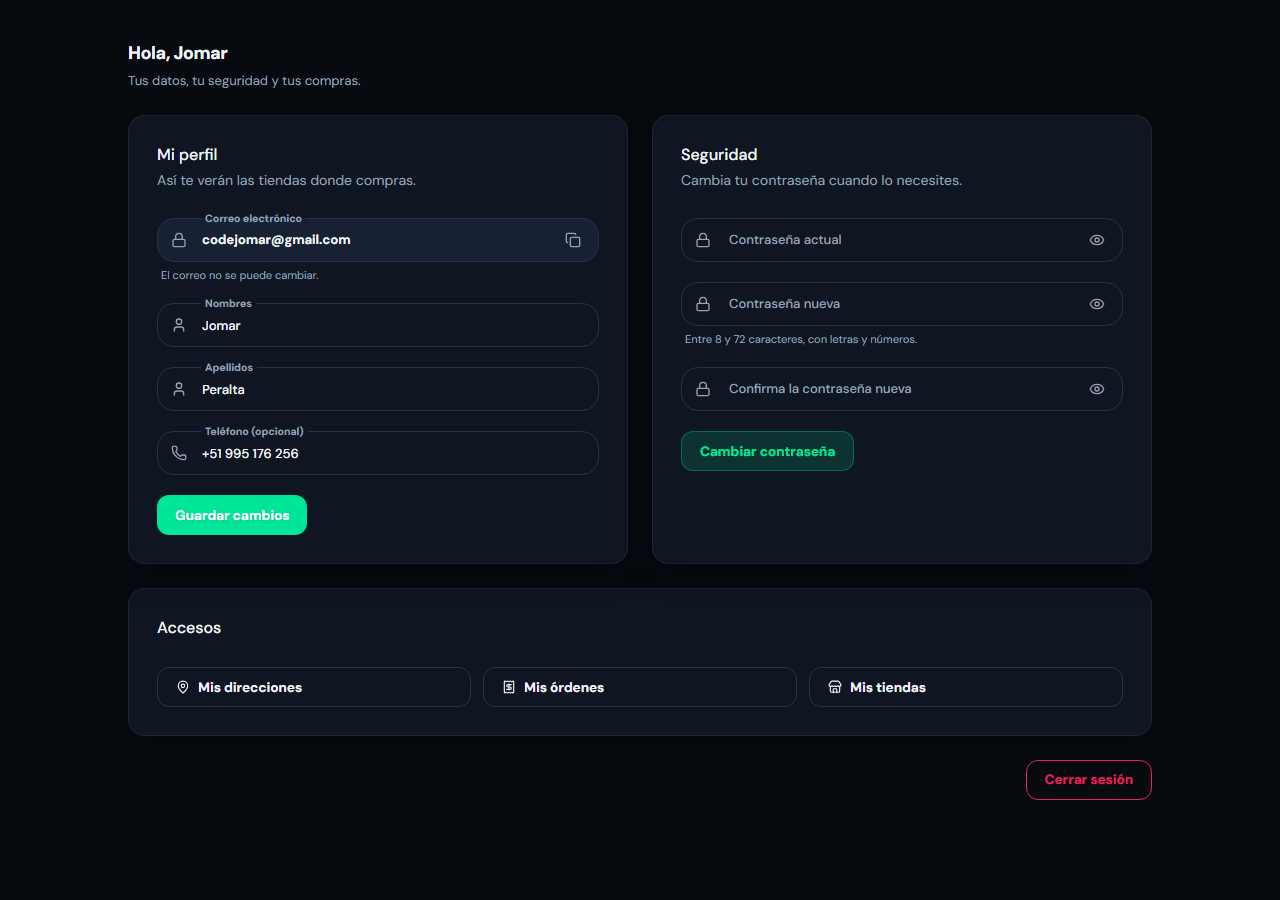 Hola, Jomar
Tus datos, tu seguridad y tus compras.
Mi perfil
Así te verán las tiendas donde compras.
Correo electrónico
codejomar@gmail.com
El correo no se puede cambiar.
Nombres
Jomar
Apellidos
Peralta
Teléfono (opcional)
+51 995 176 256
Guardar cambios
Seguridad
Cambia tu contraseña cuando lo necesites.
Contraseña actual
Contraseña nueva
Entre 8 y 72 caracteres, con letras y números.
Confirma la contraseña nueva
Cambiar contraseña
Accesos
Mis direcciones
Mis órdenes
Mis tiendas
Cerrar sesión